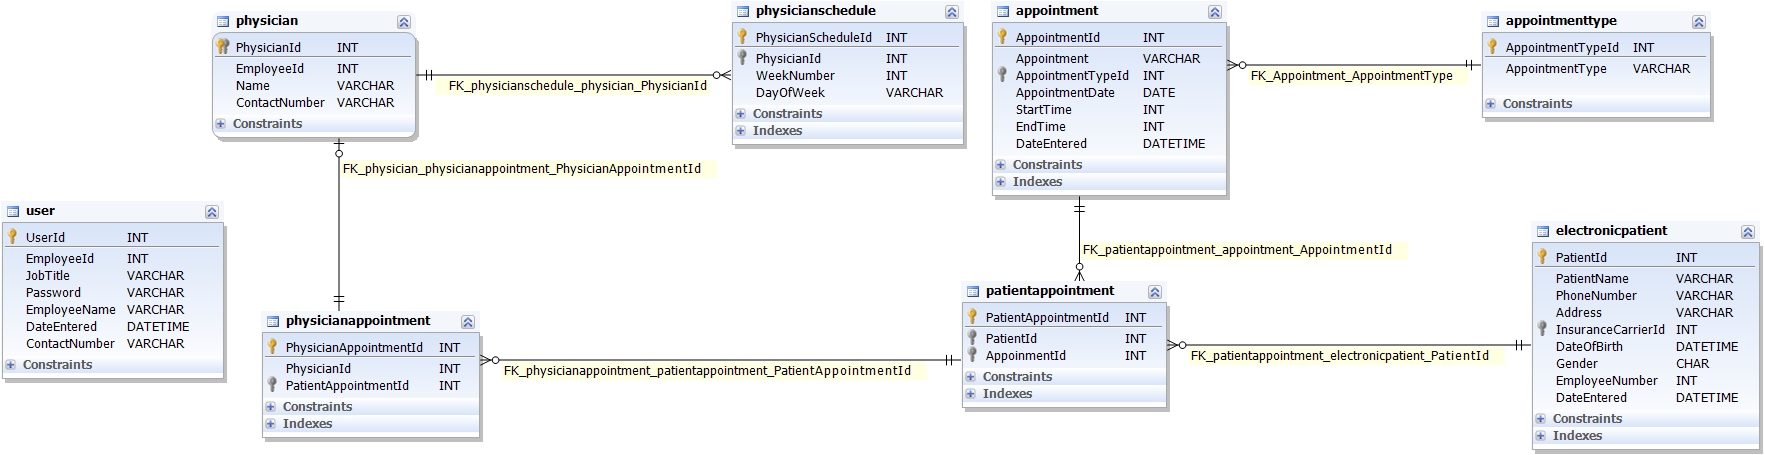 physician
PhysicianId INT
EmployeeId INT
Name VARCHAR
ContactNumber VARCHAR
Constraints
physicianschedule
PhysicianScheduleId INT
PhysicianId INT
WeekNumber INT
DayOfWeek VARCHAR
Constraints
Indexes
appointment
AppointmentId INT
Appointment VARCHAR
AppointmentTypeId INT
AppointmentDate DATE
StartTime INT
EndTime INT
DateEntered DATETIME
Constraints
Indexes
appointmenttype
AppointmentTypeId INT
AppointmentType VARCHAR
Constraints
FK_physicianschedule_physician_PhysicianId
FK_Appointment_AppointmentType
FK_physician_physicianappointment_PhysicianAppointmentId
user
UserId INT
EmployeeId INT
JobTitle VARCHAR
Password VARCHAR
EmployeeName VARCHAR
DateEntered DATETIME
ContactNumber VARCHAR
Constraints
FK_patientappointment_appointment_AppointmentId
physicianappointment
PhysicianAppointmentId INT
PhysicianId INT
PatientAppointmentId INT
Constraints
Indexes
FK_physicianappointment_patientappointment_PatientAppointmentId
patientappointment
PatientAppointmentId INT
PatientId INT
AppoinmentId INT
Constraints
Indexes
FK_patientappointment_electronicpatient_PatientId
electronicpatient
PatientId INT
PatientName VARCHAR
PhoneNumber VARCHAR
Address VARCHAR
InsuranceCarrierId INT
DateOfBirth DATETIME
Gender CHAR
EmployeeNumber INT
DateEntered DATETIME
Constraints
Indexes